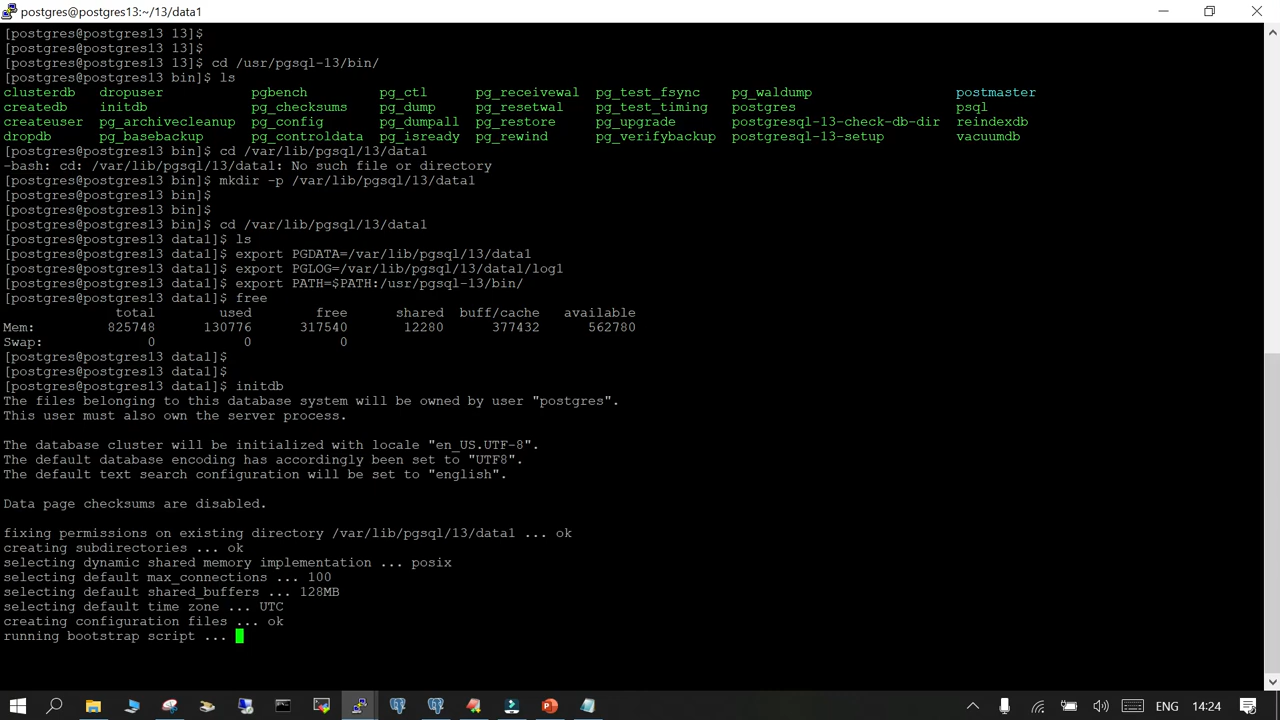 postgres@postgres13:~/13/data1
[postgres@postgres13 13]$
[postgres@postgres13 13]$
[postgres@postgres13 13]$ cd /usr/pgsql-13/bin/
[postgres@postgres13 bin]$ ls
clusterdb dropuser pgbench pg_ctl pg_receivewal pg_test_fsync pg_waldump postmaster
createdb initdb pg_checksums pg_dump pg_resetwal pg_test_timing postgres psql
createuser pg_archivecleanup pg_config pg_dumpall pg_restore pg_upgrade postgresql-13-check-db-dir reindexdb
dropdb pg_basebackup pg_controldata pg_isready pg_rewind pg_verifybackup postgresql-13-setup vacuumdb
[postgres@postgres13 bin]$ cd /var/lib/pgsql/13/data1
-bash: cd: /var/lib/pgsql/13/data1: No such file or directory
[postgres@postgres13 bin]$ mkdir -p /var/lib/pgsql/13/data1
[postgres@postgres13 bin]$
[postgres@postgres13 bin]$
[postgres@postgres13 bin]$ cd /var/lib/pgsql/13/data1
[postgres@postgres13 data1]$ ls
[postgres@postgres13 data1]$ export PGDATA=/var/lib/pgsql/13/data1
[postgres@postgres13 data1]$ export PGLOG=/var/lib/pgsql/13/data1/log1
[postgres@postgres13 data1]$ export PATH=$PATH:/usr/pgsql-13/bin/
[postgres@postgres13 data1]$ free
total used free shared buff/cache available
Mem: 825748 130776 317540 12280 377432 562780
Swap: 0 0 0
[postgres@postgres13 data1]$
[postgres@postgres13 data1]$
[postgres@postgres13 data1]$ initdb
The files belonging to this database system will be owned by user "postgres".
This user must also own the server process.
The database cluster will be initialized with locale "en_US.UTF-8".
The default database encoding has accordingly been set to "UTF8".
The default text search configuration will be set to "english".
Data page checksums are disabled.
fixing permissions on existing directory /var/lib/pgsql/13/data1 ... ok
creating subdirectories ... ok
selecting dynamic shared memory implementation ... posix
selecting default max_connections ... 100
selecting default shared_buffers ... 128MB
selecting default time zone ... UTC
creating configuration files ... ok
running bootstrap script ...
ENG 14:24